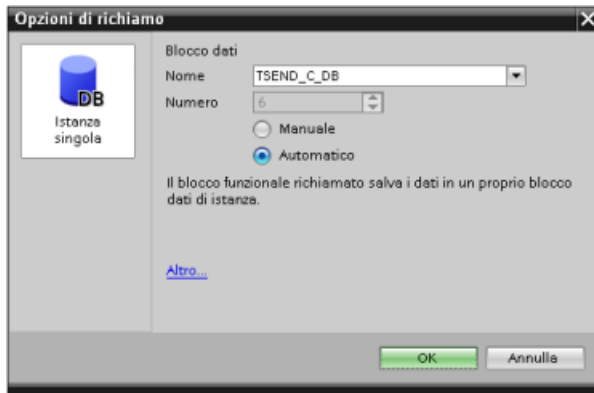 Opzioni di richiamo
DB
Istanza
singola
Blocco dati
Nome
TSEND_C_DB
Numero
6
Manuale
Automatico
Il blocco funzionale richiamato salva i dati in un proprio blocco
dati di istanza.
Altro...
OK
Annulla